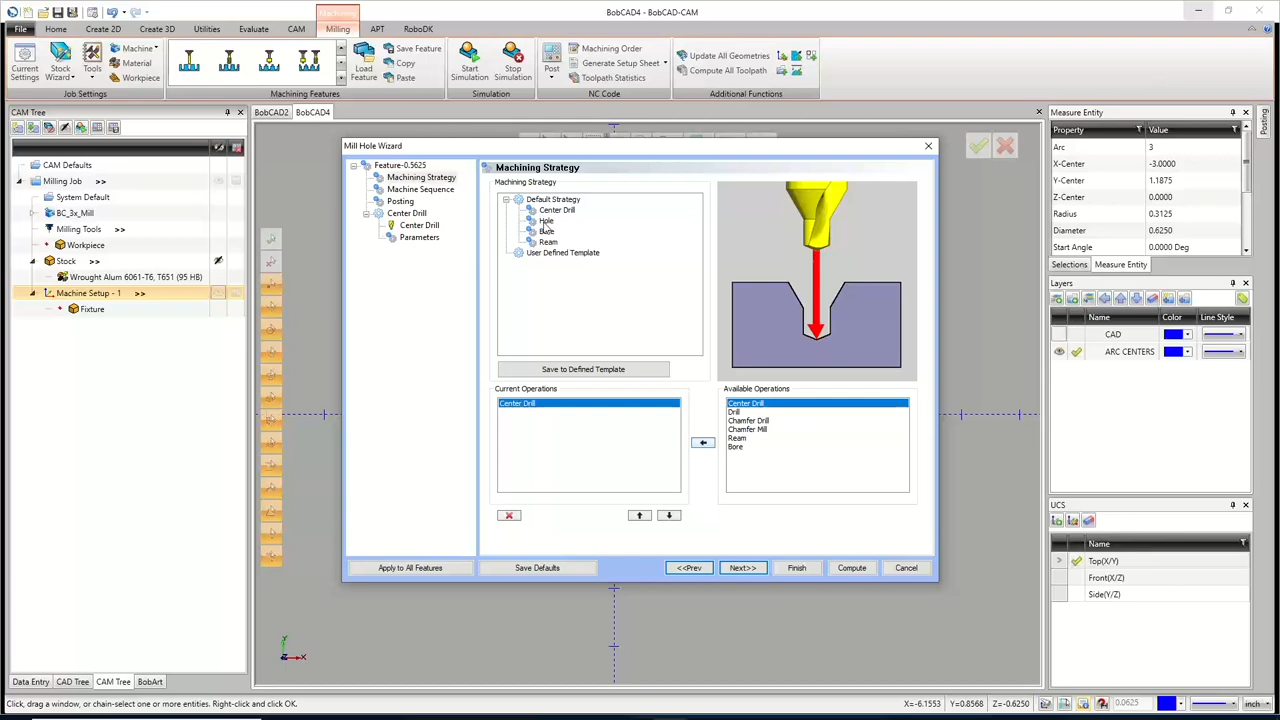 BobCAD4 - BobCAD-CAM
Machining
File Home Create 2D Create 3D Utilities Evaluate CAM Milling APT RoboDK
Current Settings
Stock Wizard
Tools
Machine
Material
Workpiece
Job Settings
Load Feature
Save Feature
Copy
Paste
Machining Features
Start Simulation
Stop Simulation
Simulation
Post
Machining Order
Generate Setup Sheet
Toolpath Statistics
NC Code
Update All Geometries
Compute All Toolpath
Additional Functions
CAM Tree
CAM Defaults
Milling Job >>
System Default
BC_3x_Mill
Milling Tools >>
Workpiece
Stock >>
Wrought Alum 6061-T6, T651 (95 HB)
Machine Setup - 1 >>
Fixture
Data Entry CAD Tree CAM Tree BobArt
BobCAD2 BobCAD4
Mill Hole Wizard
Feature-0.5625
Machining Strategy
Machine Sequence
Posting
Center Drill
Center Drill
Parameters
Machining Strategy
Machining Strategy
Default Strategy
Center Drill
Hole
Ream
User Defined Template
Save to Defined Template
Current Operations
Center Drill
Available Operations
Center Drill
Drill
Chamfer Drill
Chamfer Mill
Ream
Bore
Apply to All Features Save Defaults <<Prev Next>> Finish Compute Cancel
Y
X
Z
Measure Entity
Property Value
Arc 3
X-Center -3.0000
Y-Center 1.1875
Z-Center 0.0000
Radius 0.3125
Diameter 0.6250
Start Angle 0.0000 Deg
Selections Measure Entity
Posting
Layers
Name Color Line Style
CAD
ARC CENTERS
UCS
Name
Top(X/Y)
Front(X/Z)
Side(Y/Z)
Click, drag a window, or chain-select one or more entities. Right-click and click OK.
X=-6.1553 Y=0.8568 Z=-0.6250
0.0625
inch